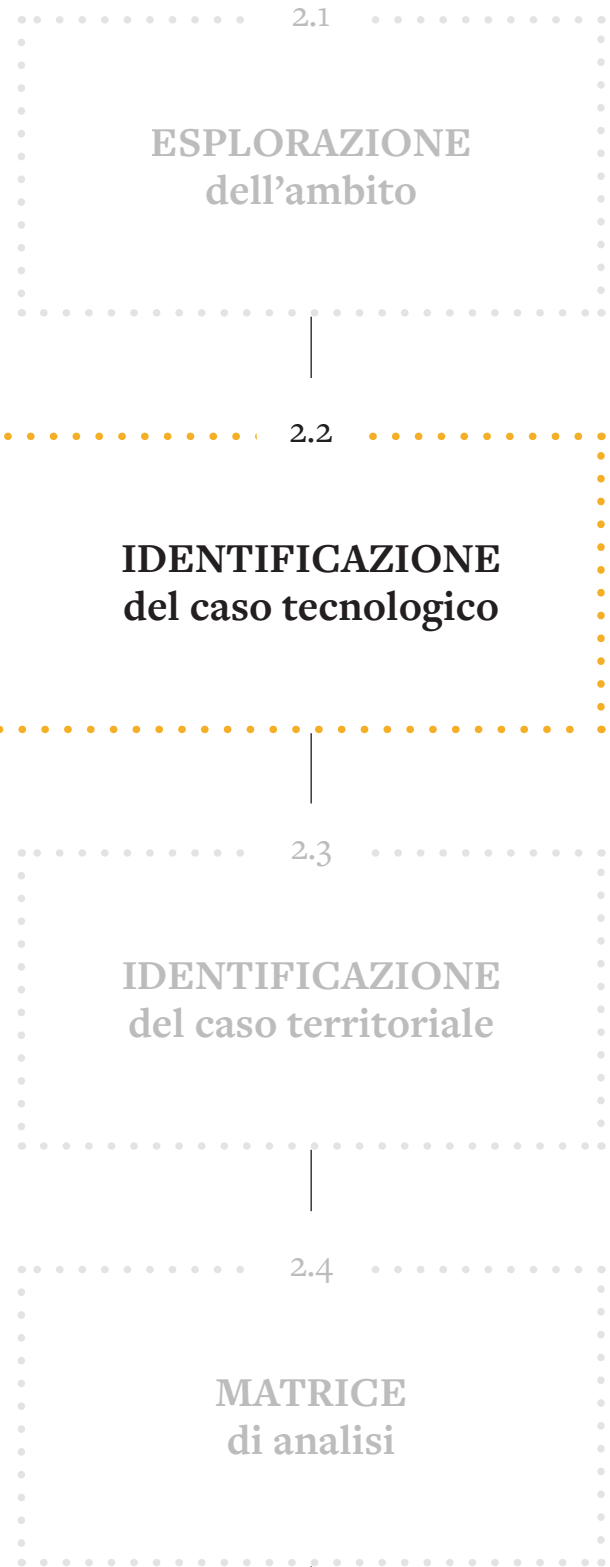 2.1
ESPLORAZIONE
dell’ambito
2.2
IDENTIFICAZIONE
del caso tecnologico
2.3
IDENTIFICAZIONE
del caso territoriale
2.4
MATRICE
di analisi